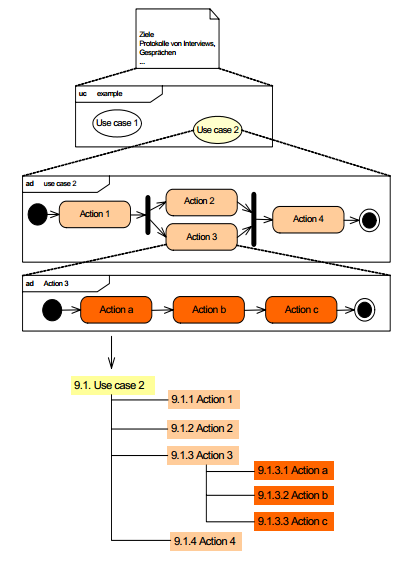 Ziele
Protokolle von Interviews,
Gesprächen
...
uc example
Use case 1
Use case 2
ad use case 2
Action 1
Action 2
Action 3
Action 4
ad Action 3
Action a
Action b
Action c
9.1. Use case 2
9.1.1 Action 1
9.1.2 Action 2
9.1.3 Action 3
9.1.3.1 Action a
9.1.3.2 Action b
9.1.3.3 Action c
9.1.4 Action 4